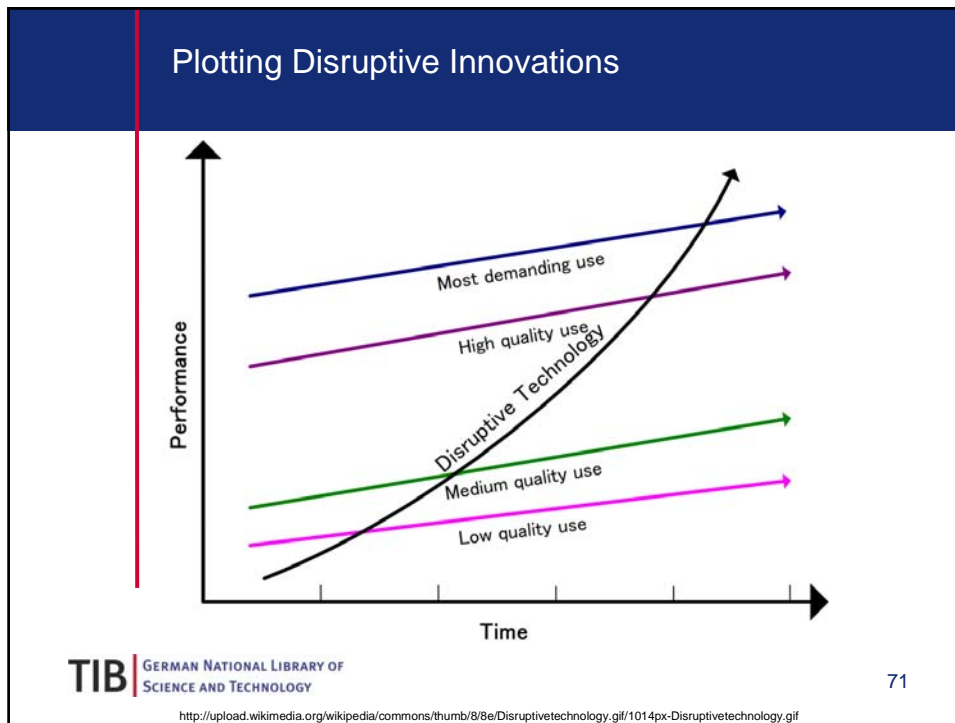 Plotting Disruptive Innovations
Performance
Most demanding use
High quality use
Disruptive Technology
Medium quality use
Low quality use
Time
TIB GERMAN NATIONAL LIBRARY OF
SCIENCE AND TECHNOLOGY
71
http://upload.wikimedia.org/wikipedia/commons/thumb/8/8e/Disruptivetechnology.gif/1014px-Disruptivetechnology.gif